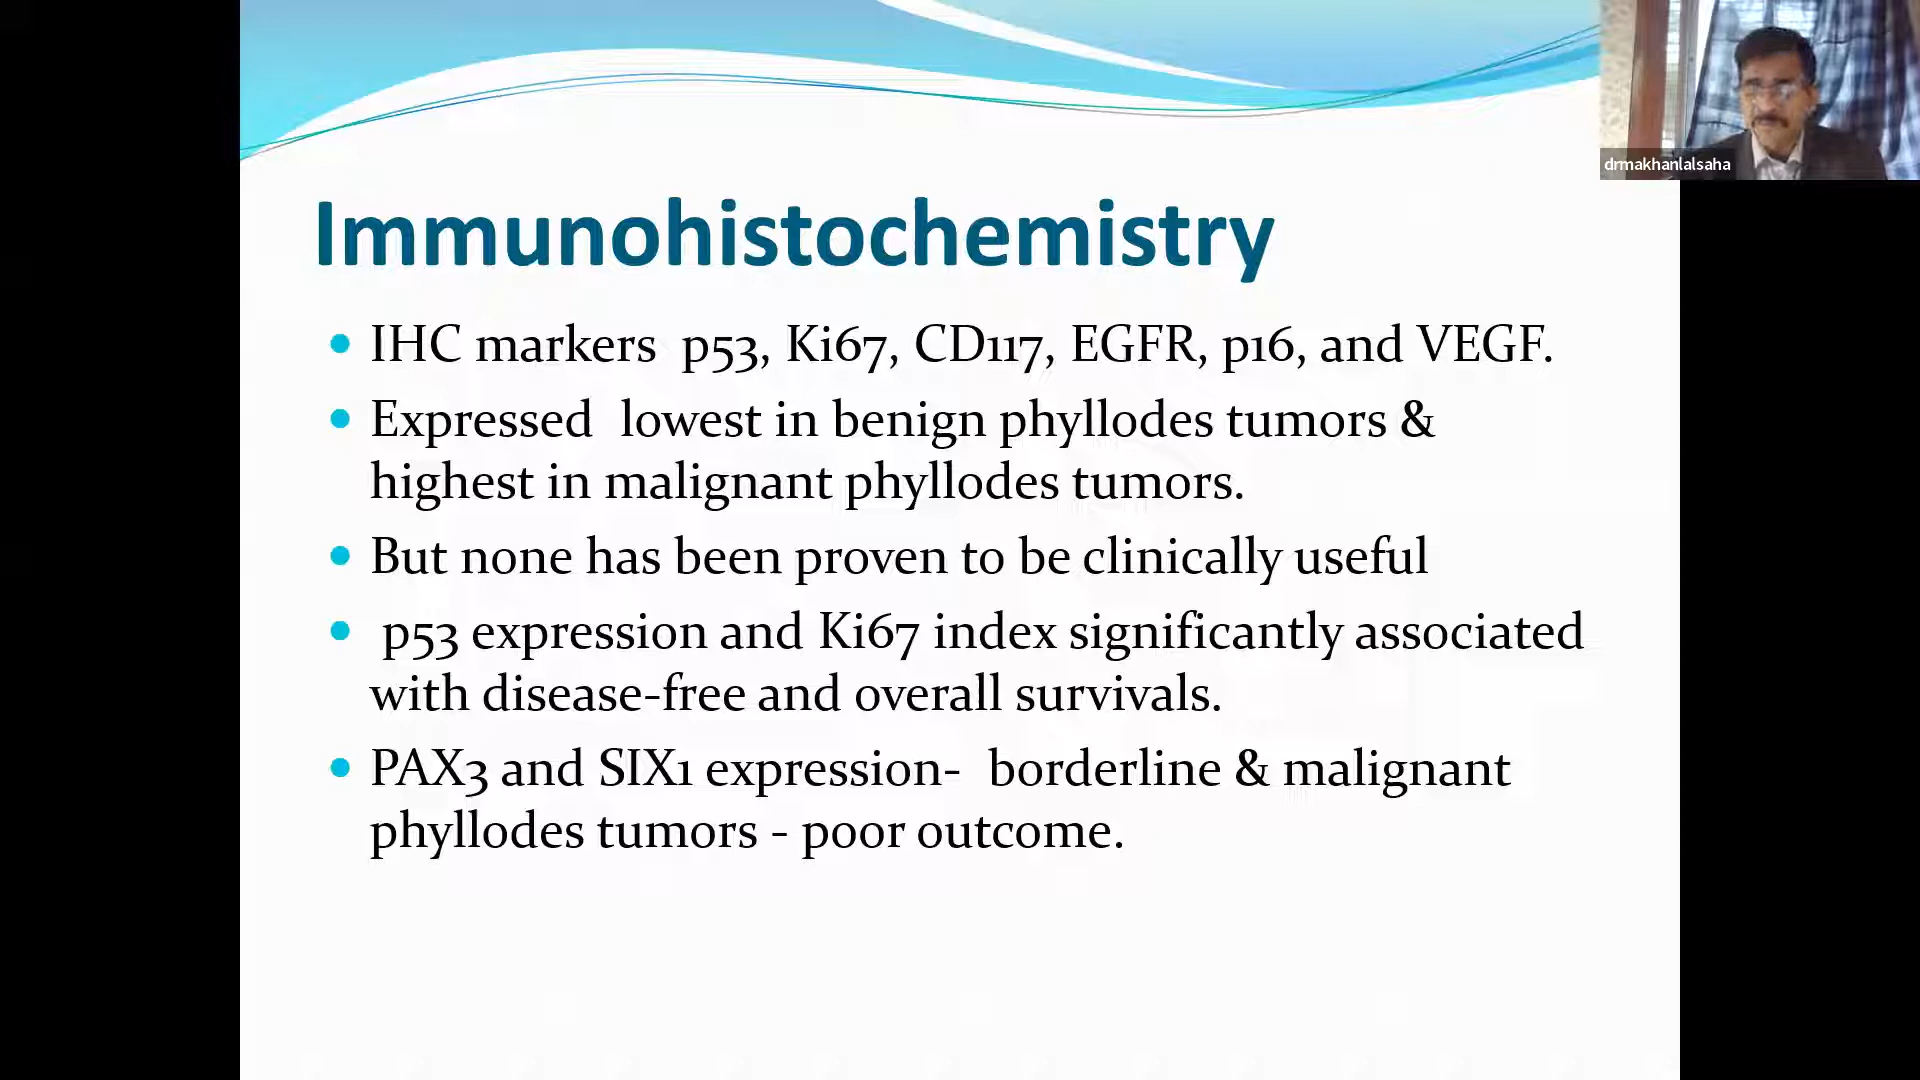 drmakhanlalsaha
Immunohistochemistry
• IHC markers p53, Ki67, CD117, EGFR, p16, and VEGF.
• Expressed lowest in benign phyllodes tumors &
highest in malignant phyllodes tumors.
• But none has been proven to be clinically useful
• p53 expression and Ki67 index significantly associated
with disease-free and overall survivals.
• PAX3 and SIX1 expression- borderline & malignant
phyllodes tumors - poor outcome.